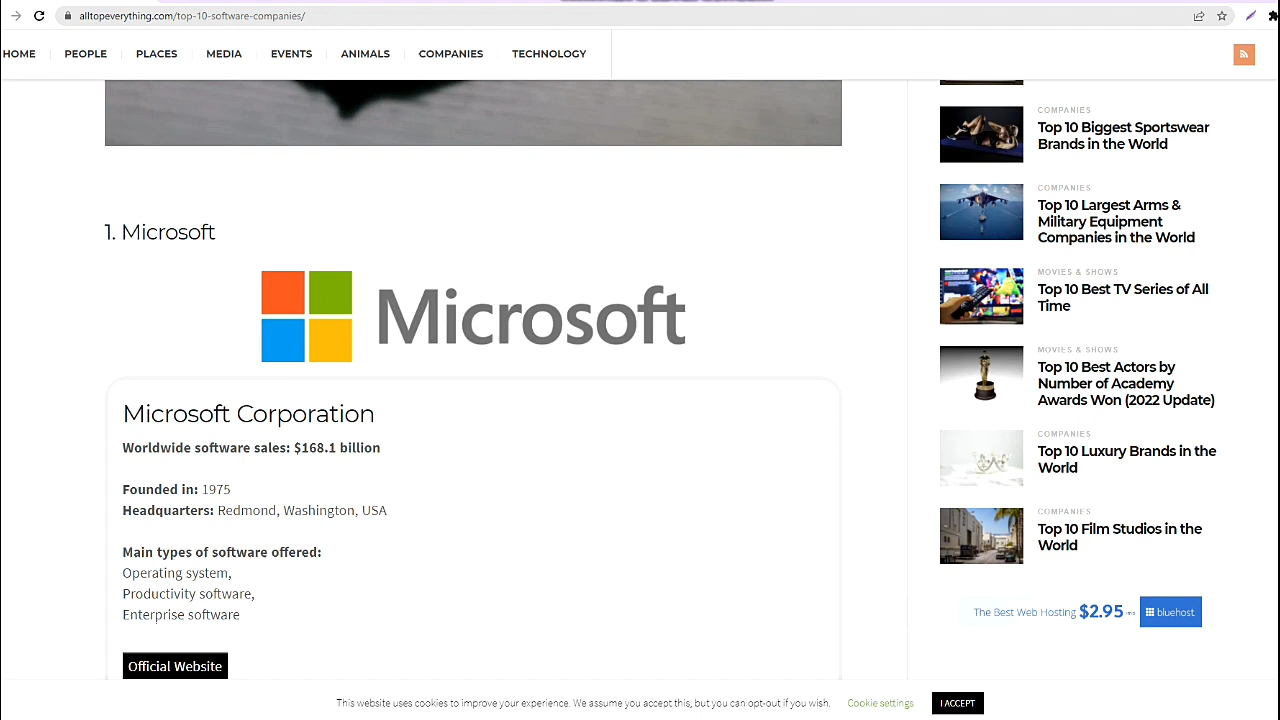 alltopeverything.com/top-10-software-companies/
HOME PEOPLE PLACES MEDIA EVENTS ANIMALS COMPANIES TECHNOLOGY
1. Microsoft
Microsoft
Microsoft Corporation
Worldwide software sales: $168.1 billion
Founded in: 1975
Headquarters: Redmond, Washington, USA
Main types of software offered:
Operating system,
Productivity software,
Enterprise software
Official Website
COMPANIES
Top 10 Biggest Sportswear
Brands in the World
COMPANIES
Top 10 Largest Arms &
Military Equipment
Companies in the World
MOVIES & SHOWS
Top 10 Best TV Series of All
Time
MOVIES & SHOWS
Top 10 Best Actors by
Number of Academy
Awards Won (2022 Update)
COMPANIES
Top 10 Luxury Brands in the
World
COMPANIES
Top 10 Film Studios in the
World
The Best Web Hosting $2.95 bluehost
This website uses cookies to improve your experience. We assume you accept this, but you can opt-out if you wish. Cookie settings I ACCEPT